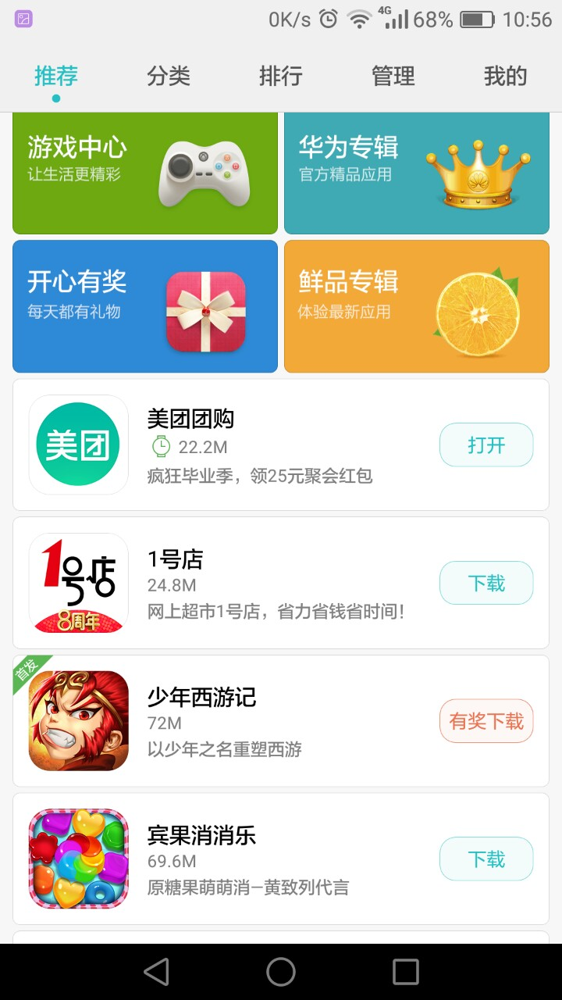 0K/s 4G 68% 10:56
推荐 分类 排行 管理 我的
游戏中心
让生活更精彩
华为专辑
官方精品应用
开心有奖
每天都有礼物
鲜品专辑
体验最新应用
美团
美团团购
22.2M
疯狂毕业季，领25元聚会红包
打开
1号店
8周年
1号店
24.8M
网上超市1号店，省力省钱省时间！
下载
首发
少年西游记
72M
以少年之名重塑西游
有奖下载
宾果消消乐
69.6M
原糖果萌萌消—黄致列代言
下载